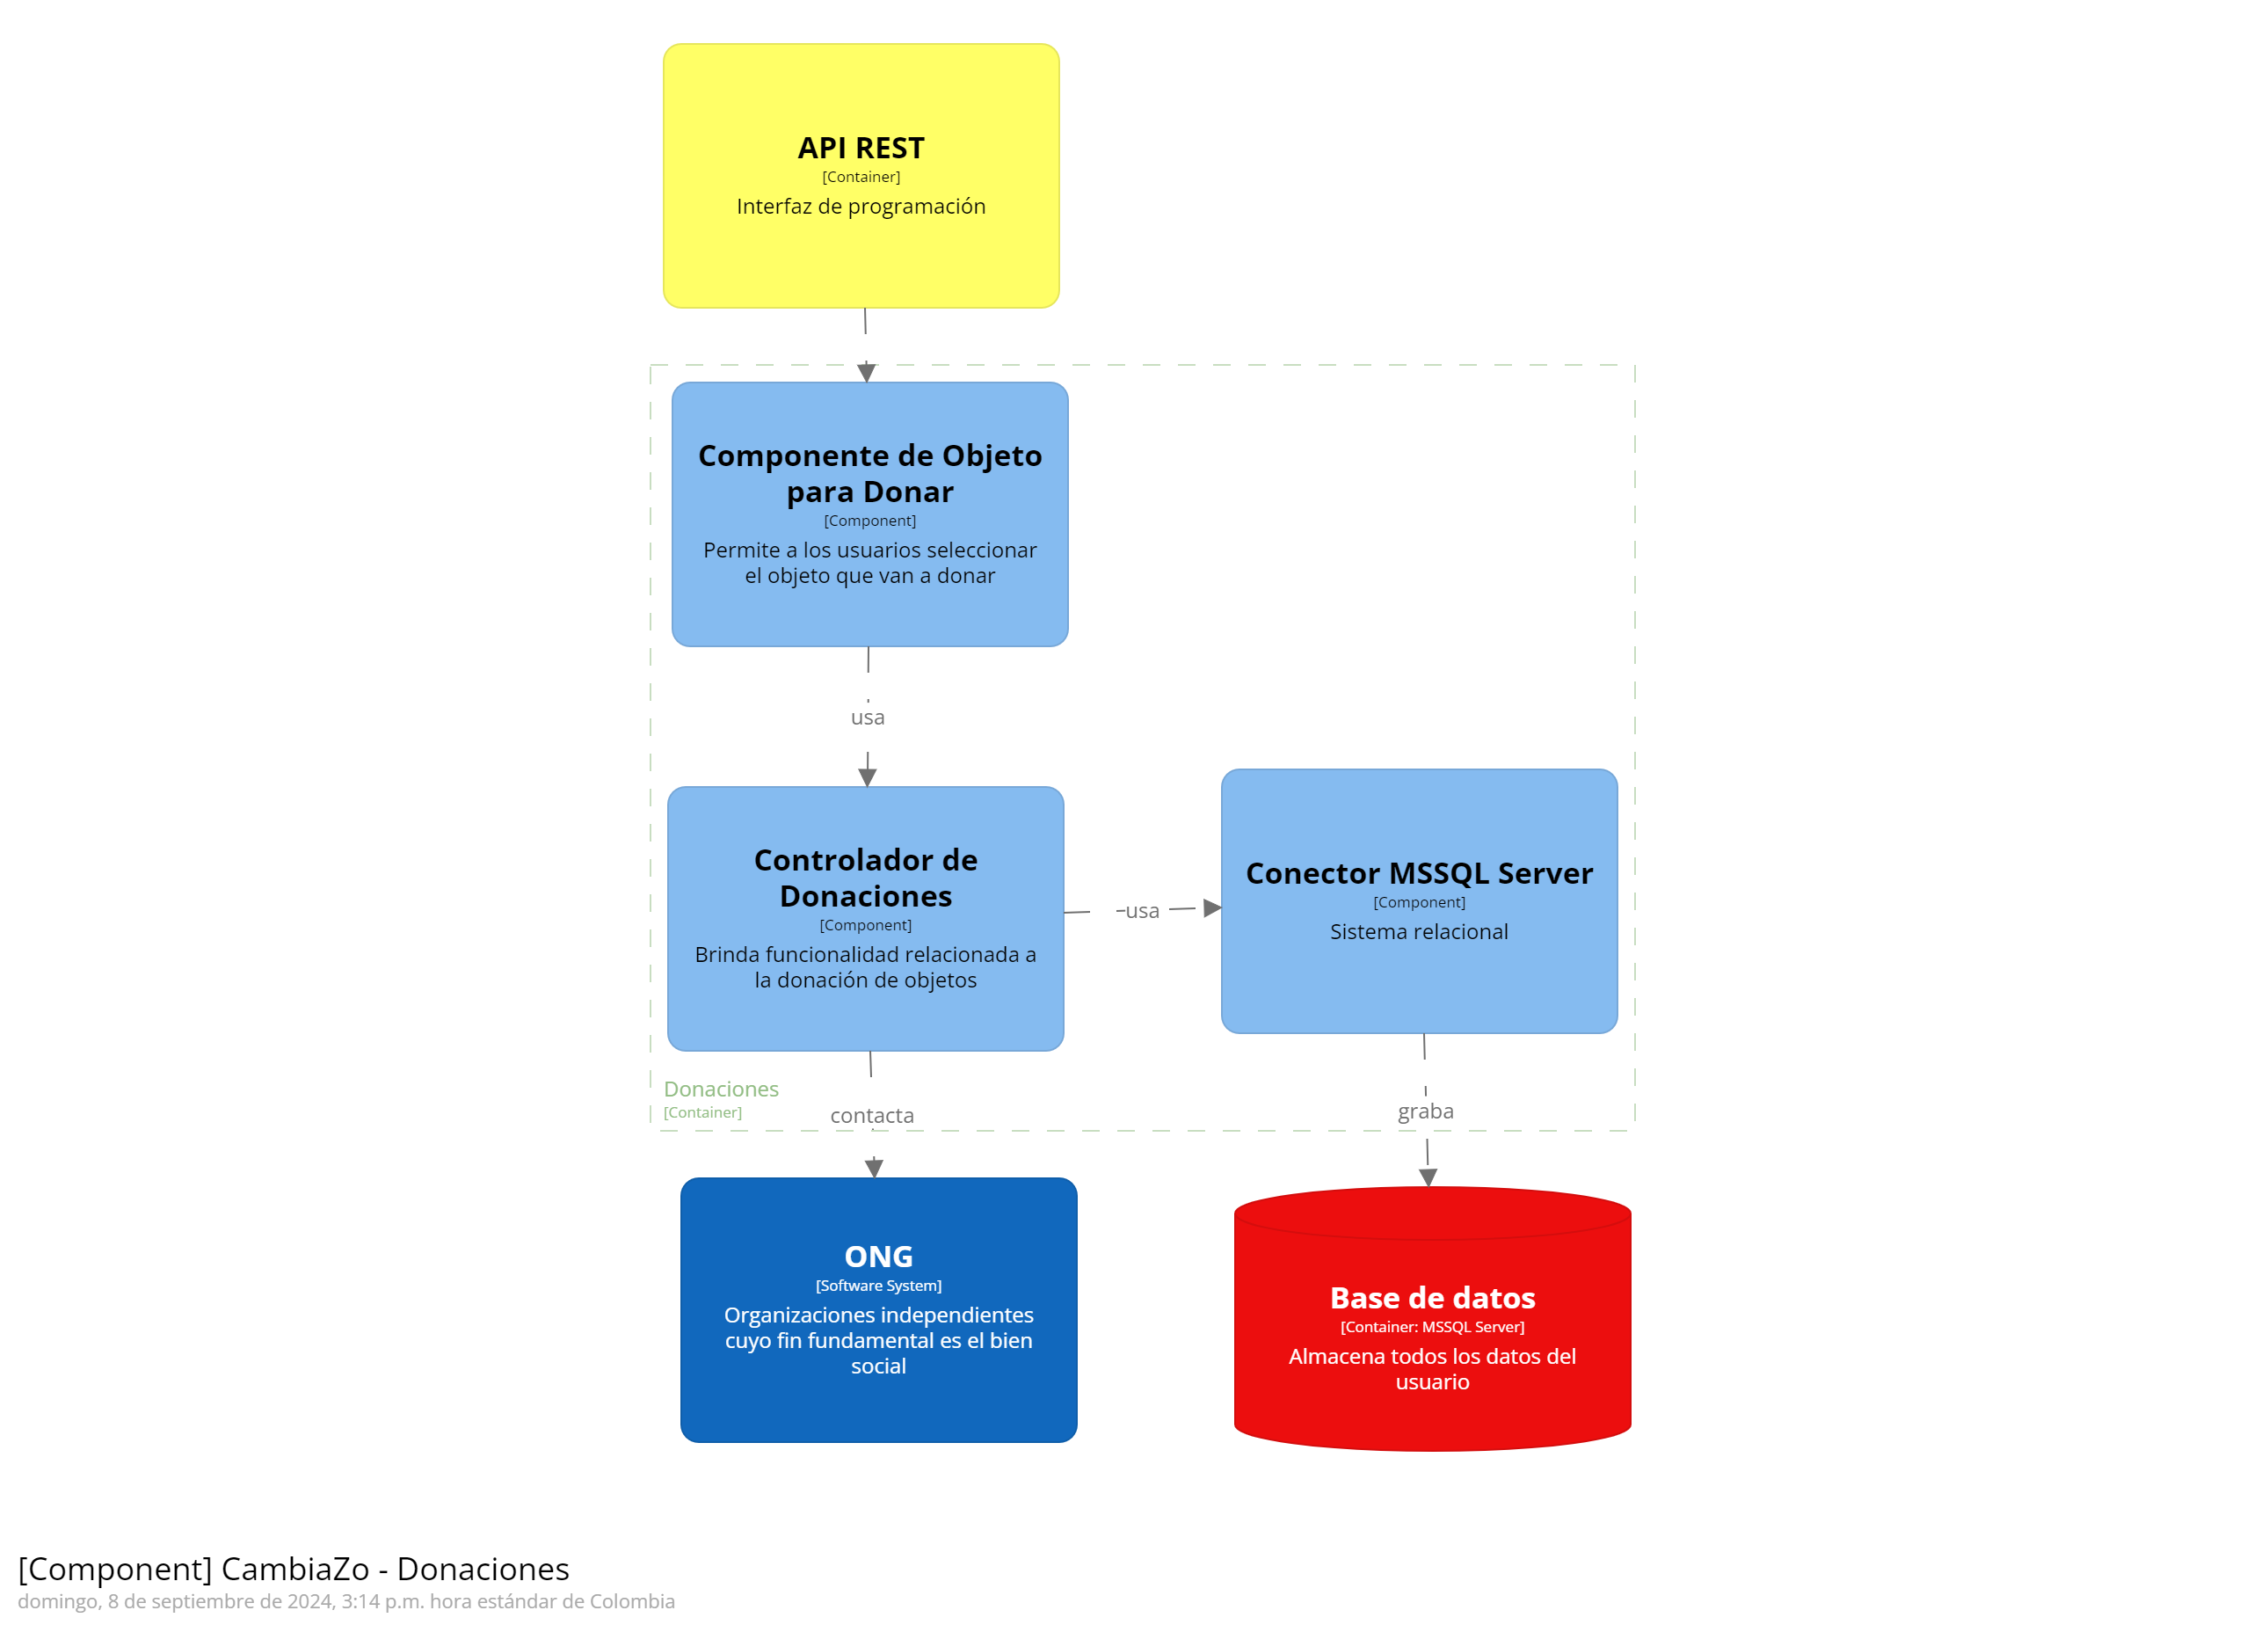 API REST
[Container]
Interfaz de programación
Componente de Objeto
para Donar
[Component]
Permite a los usuarios seleccionar
el objeto que van a donar
usa
Controlador de
Donaciones
[Component]
Brinda funcionalidad relacionada a
la donación de objetos
usa
Conector MSSQL Server
[Component]
Sistema relacional
Donaciones
[Container]
contacta
graba
ONG
[Software System]
Organizaciones independientes
cuyo fin fundamental es el bien
social
Base de datos
[Container: MSSQL Server]
Almacena todos los datos del
usuario
[Component] CambiaZo - Donaciones
domingo, 8 de septiembre de 2024, 3:14 p.m. hora estándar de Colombia